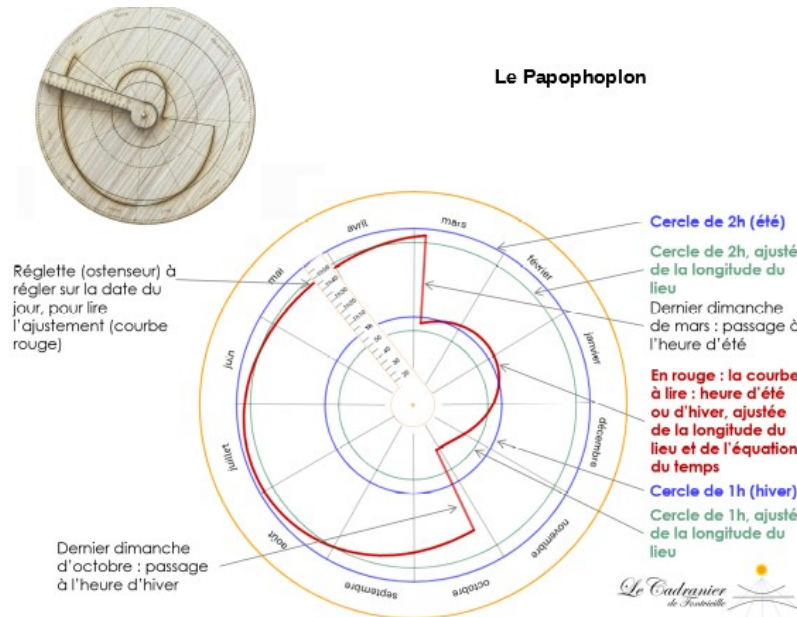 Le Papophoplon
mars
avril
mai
juin
juillet
août
septembre
octobre
novembre
décembre
janvier
février
Réglette (ostenseur) à
régler sur la date du
jour, pour lire
l'ajustement (courbe
rouge)
Dernier dimanche
d'octobre : passage
à l'heure d'hiver
Cercle de 2h (été)
Cercle de 2h, ajusté
de la longitude du
lieu
Dernier dimanche
de mars : passage à
l'heure d'été
En rouge : la courbe
à lire : heure d'été
ou d'hiver, ajustée
de la longitude du
lieu et de l'équation
du temps
Cercle de 1h (hiver)
Cercle de 1h, ajusté
de la longitude du
lieu
Le Cadranier
de Fontvieille